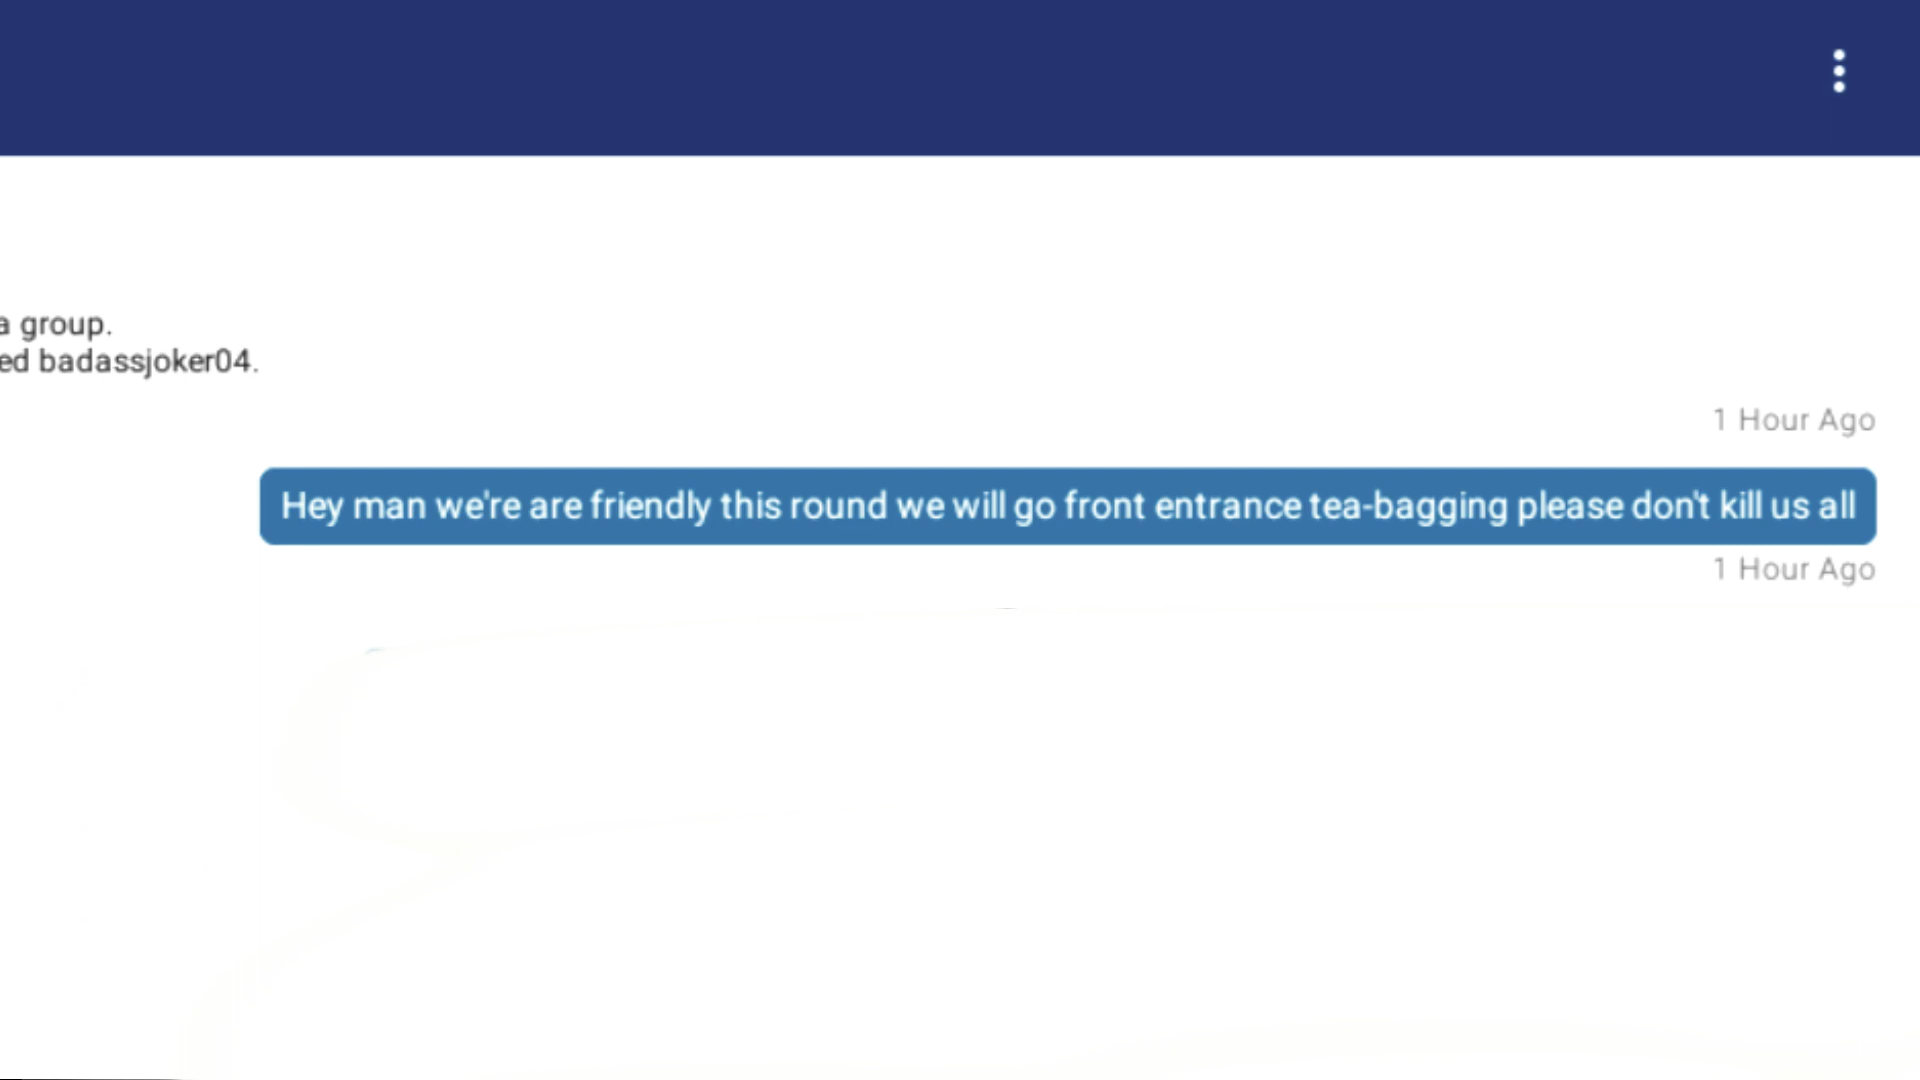 a group.
ed badassjoker04.
1 Hour Ago
Hey man we're are friendly this round we will go front entrance tea-bagging please don't kill us all
1 Hour Ago